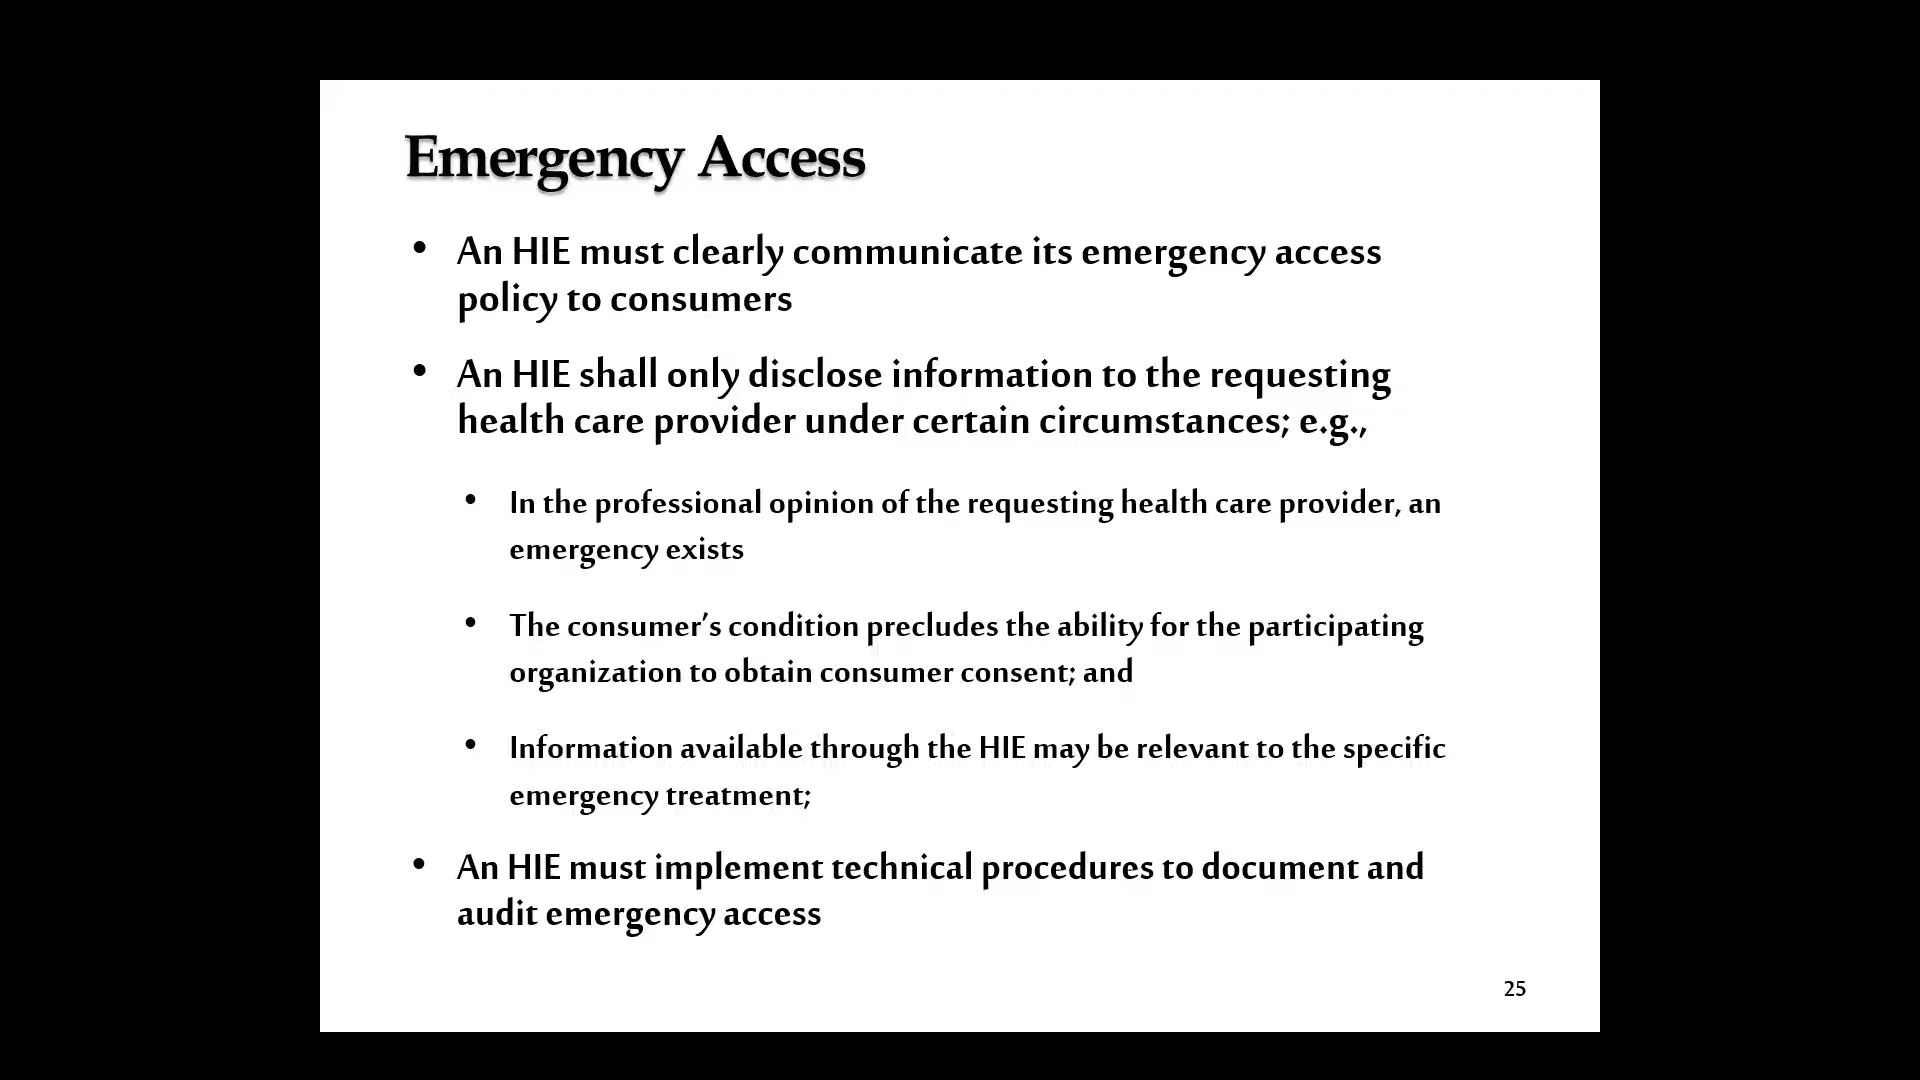 Emergency Access
• An HIE must clearly communicate its emergency access
policy to consumers
• An HIE shall only disclose information to the requesting
health care provider under certain circumstances; e.g.,
• In the professional opinion of the requesting health care provider, an
emergency exists
• The consumer’s condition precludes the ability for the participating
organization to obtain consumer consent; and
• Information available through the HIE may be relevant to the specific
emergency treatment;
• An HIE must implement technical procedures to document and
audit emergency access
25